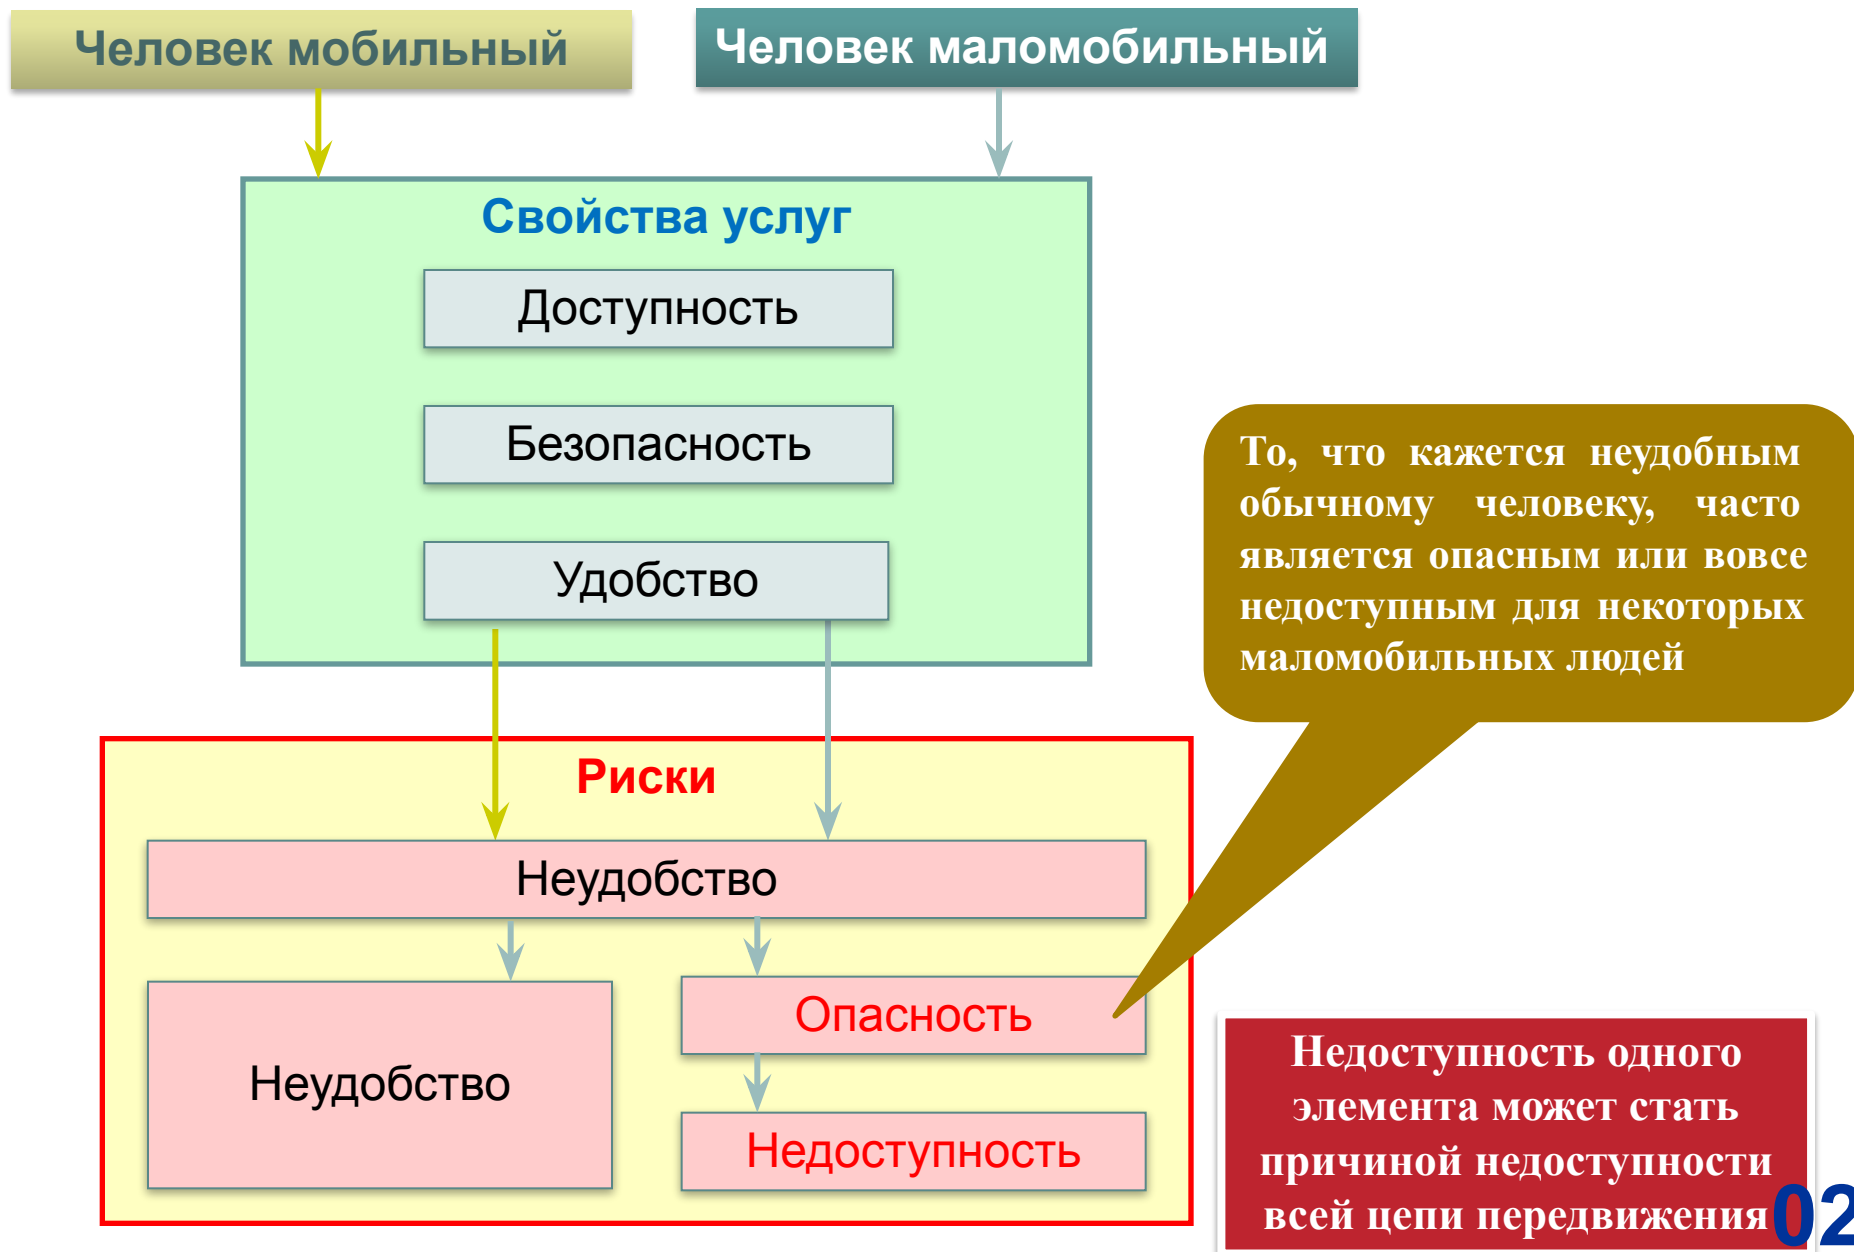 Человек мобильный
Человек маломобильный
Свойства услуг
Доступность
Безопасность
Удобство
То, что кажется неудобным
обычному человеку, часто
является опасным или вовсе
недоступным для некоторых
маломобильных людей
Риски
Неудобство
Неудобство
Опасность
Недоступность
Недоступность одного
элемента может стать
причиной недоступности
всей цепи передвижения
02